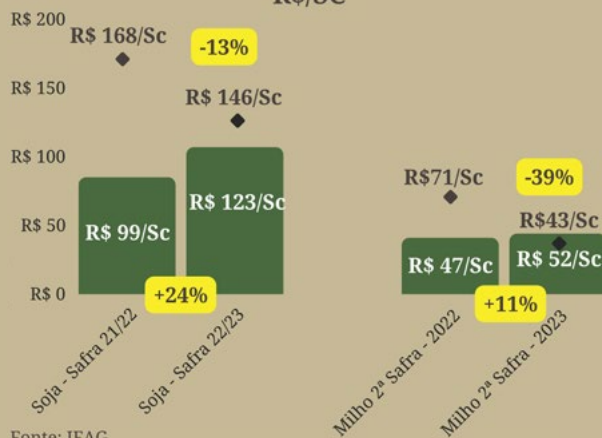 R$/SC
R$ 200
R$ 150
R$ 100
R$ 50
R$ 0
R$ 168/Sc
-13%
R$ 146/Sc
R$ 99/Sc
R$ 123/Sc
+24%
R$71/Sc
-39%
R$43/Sc
R$ 47/Sc
R$ 52/Sc
+11%
Soja - Safra 21/22
Soja - Safra 22/23
Milho 2ª Safra - 2022
Milho 2ª Safra - 2023
Fonte: IFAG